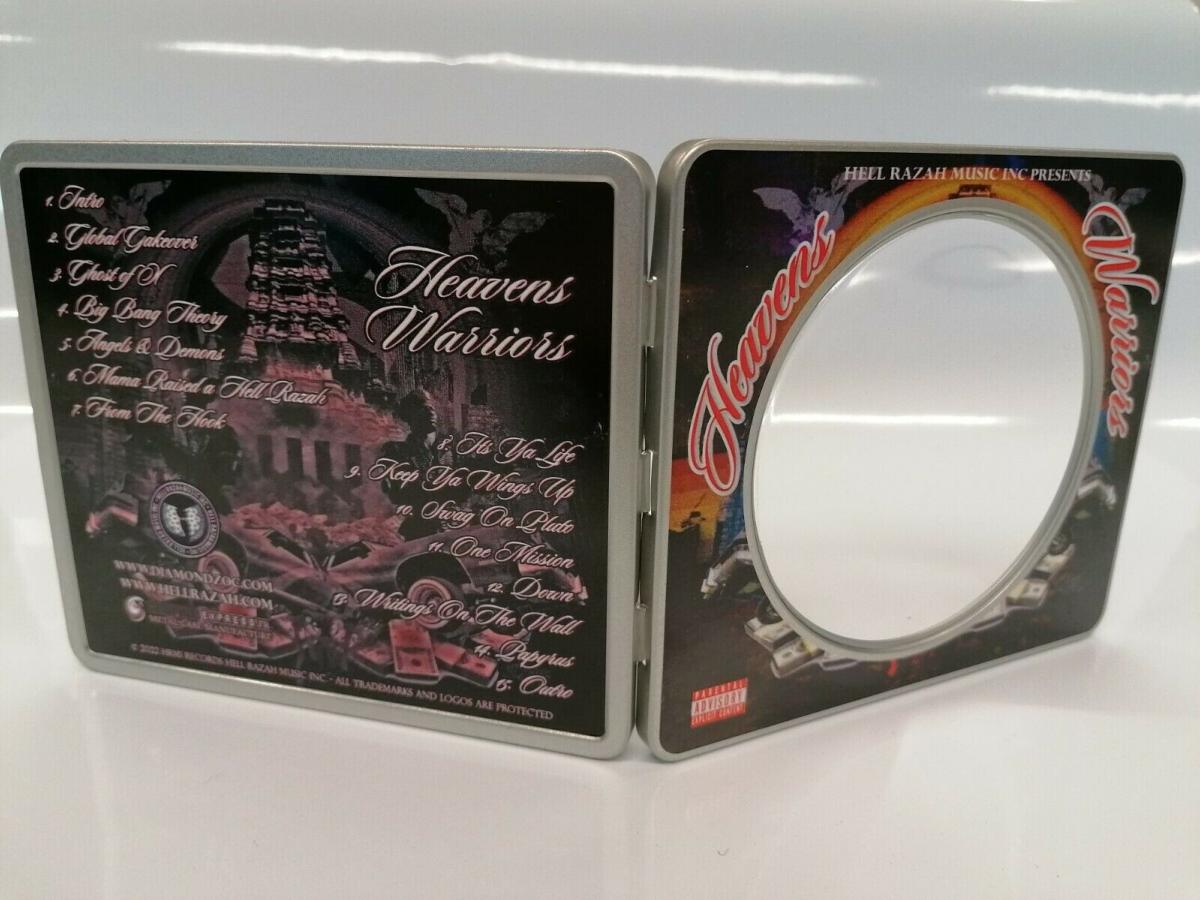 1. Intro
2. Global Takeover
3. Ghost of N
4. Big Bang Theory
5. Angels & Demons
6. Mama Raised a Hell Razah
7. From The Hook
Heavens
Warriors
8. Its Ya Life
9. Keep Ya Wings Up
10. Swag On Pluto
11. One Mission
12. Down
13. Writings On The Wall
14. Papyrus
15. Outro
WWW.DIAMONDZOC.COM
WWW.HELLRAZAH.COM
© 2022 HRMI RECORDS HELL RAZAH MUSIC INC. - ALL TRADEMARKS AND LOGOS ARE PROTECTED
HELL RAZAH MUSIC INC PRESENTS
Heavens
Warriors
PARENTAL
ADVISORY
EXPLICIT CONTENT